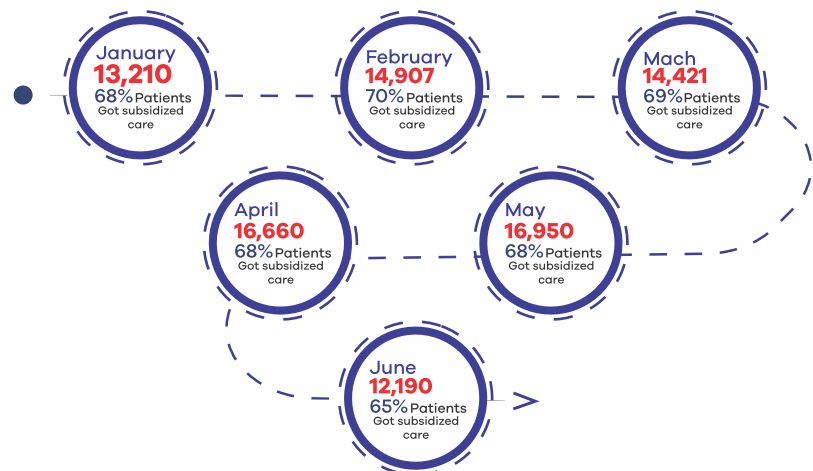 January
13,210
68% Patients
Got subsidized
care
February
14,907
70% Patients
Got subsidized
care
Mach
14,421
69% Patients
Got subsidized
care
April
16,660
68% Patients
Got subsidized
care
May
16,950
68% Patients
Got subsidized
care
June
12,190
65% Patients
Got subsidized
care